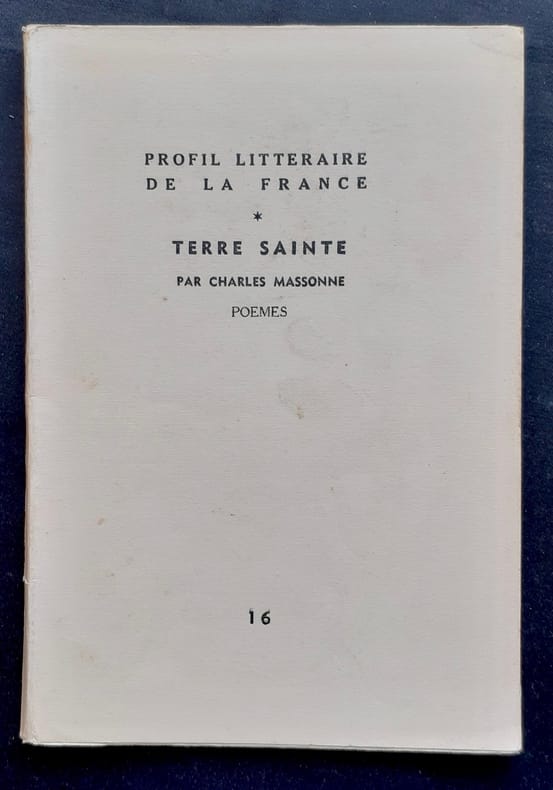 PROFIL LITTERAIRE
DE LA FRANCE
*
TERRE SAINTE
PAR CHARLES MASSONNE
POEMES
16